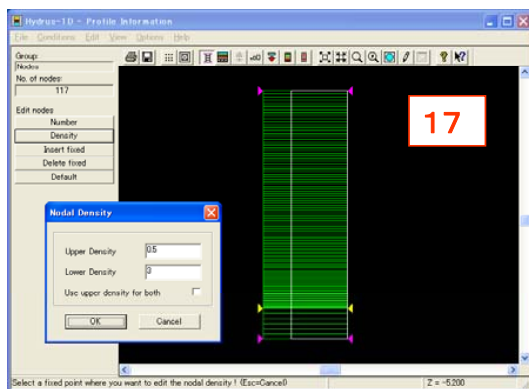 Hydrus-1D - Profile Information
File Conditions Edit View Options Help
Group:
Nodes
No. of nodes:
117
Edit nodes
Number
Density
Insert fixed
Delete fixed
Default
17
Nodal Density
Upper Density 0.5
Lower Density 3
Use upper density for both
OK Cancel
Select a fixed point where you want to edit the nodal density ! (Esc=Cancel) Z = -5.200